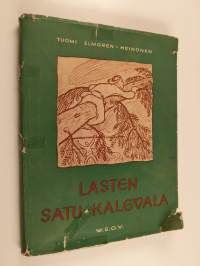 TUOMI ELMGREN-HEINONEN
LASTEN
SATU-KALEVALA
W.S.O.Y.